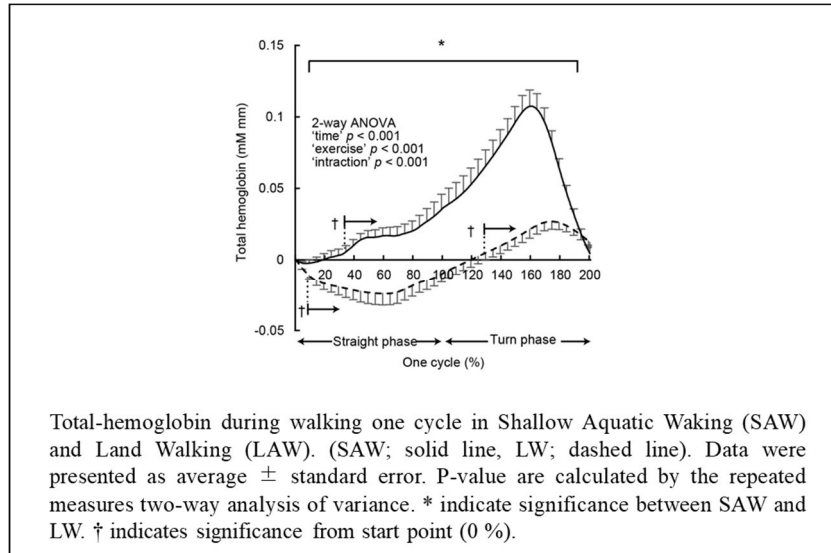 0.15
*
2-way ANOVA
'time' p < 0.001
'exercise' p < 0.001
'intraction' p < 0.001
0.1
Total hemoglobin (mM mm)
0.05
†
†
0
20 40 60 80 100 120 140 160 180 200
†
-0.05
Straight phase
Turn phase
One cycle (%)
Total-hemoglobin during walking one cycle in Shallow Aquatic Waking (SAW)
and Land Walking (LAW). (SAW; solid line, LW; dashed line). Data were
presented as average ± standard error. P-value are calculated by the repeated
measures two-way analysis of variance. * indicate significance between SAW and
LW. † indicates significance from start point (0 %).